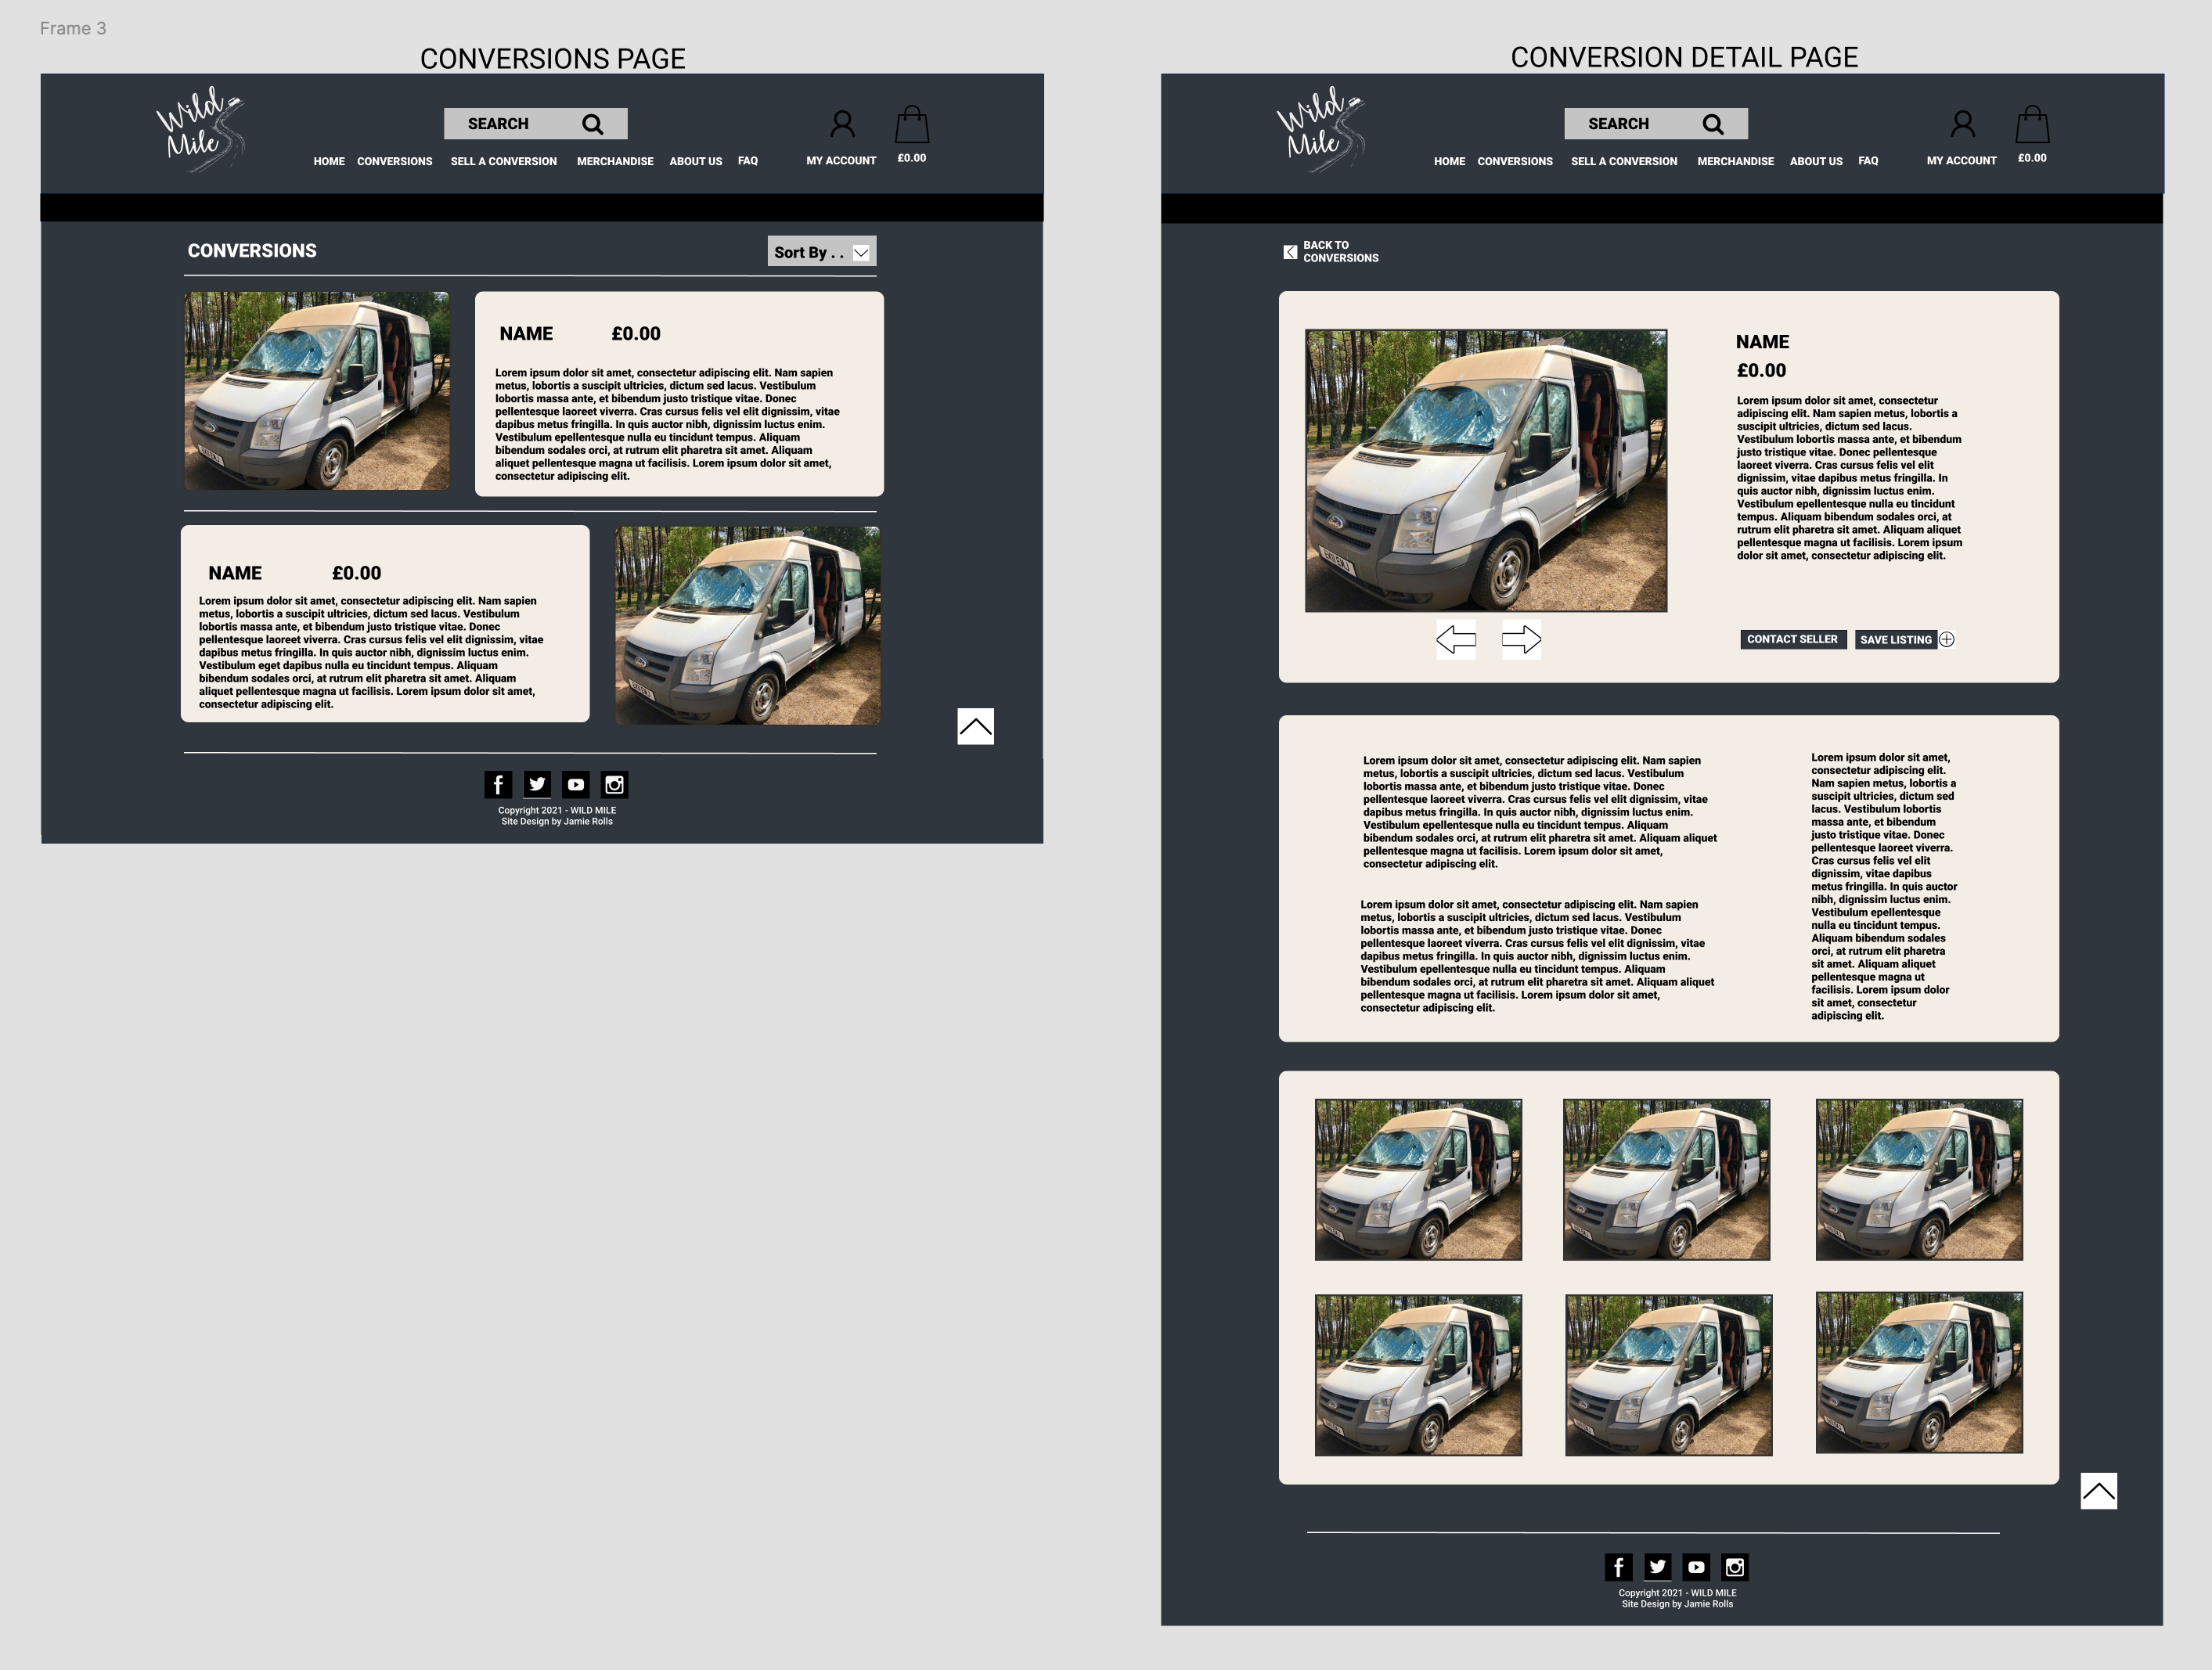 Frame 3
CONVERSIONS PAGE
Wild
Mile
SEARCH
HOME CONVERSIONS SELL A CONVERSION MERCHANDISE ABOUT US FAQ MY ACCOUNT £0.00
CONVERSIONS
Sort By . .
NAME £0.00
Lorem ipsum dolor sit amet, consectetur adipiscing elit. Nam sapien
metus, lobortis a suscipit ultricies, dictum sed lacus. Vestibulum
lobortis massa ante, et bibendum justo tristique vitae. Donec
pellentesque laoreet viverra. Cras cursus felis vel elit dignissim, vitae
dapibus metus fringilla. In quis auctor nibh, dignissim luctus enim.
Vestibulum epellentesque nulla eu tincidunt tempus. Aliquam
bibendum sodales orci, at rutrum elit pharetra sit amet. Aliquam
aliquet pellentesque magna ut facilisis. Lorem ipsum dolor sit amet,
consectetur adipiscing elit.
NAME £0.00
Lorem ipsum dolor sit amet, consectetur adipiscing elit. Nam sapien
metus, lobortis a suscipit ultricies, dictum sed lacus. Vestibulum
lobortis massa ante, et bibendum justo tristique vitae. Donec
pellentesque laoreet viverra. Cras cursus felis vel elit dignissim, vitae
dapibus metus fringilla. In quis auctor nibh, dignissim luctus enim.
Vestibulum eget dapibus nulla eu tincidunt tempus. Aliquam
bibendum sodales orci, at rutrum elit pharetra sit amet. Aliquam
aliquet pellentesque magna ut facilisis. Lorem ipsum dolor sit amet,
consectetur adipiscing elit.
Copyright 2021 - WILD MILE
Site Design by Jamie Rolls
CONVERSION DETAIL PAGE
Wild
Mile
SEARCH
HOME CONVERSIONS SELL A CONVERSION MERCHANDISE ABOUT US FAQ MY ACCOUNT £0.00
BACK TO
CONVERSIONS
NAME
£0.00
Lorem ipsum dolor sit amet, consectetur
adipiscing elit. Nam sapien metus, lobortis a
suscipit ultricies, dictum sed lacus.
Vestibulum lobortis massa ante, et bibendum
justo tristique vitae. Donec pellentesque
laoreet viverra. Cras cursus felis vel elit
dignissim, vitae dapibus metus fringilla. In
quis auctor nibh, dignissim luctus enim.
Vestibulum epellentesque nulla eu tincidunt
tempus. Aliquam bibendum sodales orci, at
rutrum elit pharetra sit amet. Aliquam aliquet
pellentesque magna ut facilisis. Lorem ipsum
dolor sit amet, consectetur adipiscing elit.
CONTACT SELLER SAVE LISTING
Lorem ipsum dolor sit amet, consectetur adipiscing elit. Nam sapien
metus, lobortis a suscipit ultricies, dictum sed lacus. Vestibulum
lobortis massa ante, et bibendum justo tristique vitae. Donec
pellentesque laoreet viverra. Cras cursus felis vel elit dignissim, vitae
dapibus metus fringilla. In quis auctor nibh, dignissim luctus enim.
Vestibulum epellentesque nulla eu tincidunt tempus. Aliquam
bibendum sodales orci, at rutrum elit pharetra sit amet. Aliquam aliquet
pellentesque magna ut facilisis. Lorem ipsum dolor sit amet,
consectetur adipiscing elit.
Lorem ipsum dolor sit amet, consectetur adipiscing elit. Nam sapien
metus, lobortis a suscipit ultricies, dictum sed lacus. Vestibulum
lobortis massa ante, et bibendum justo tristique vitae. Donec
pellentesque laoreet viverra. Cras cursus felis vel elit dignissim, vitae
dapibus metus fringilla. In quis auctor nibh, dignissim luctus enim.
Vestibulum epellentesque nulla eu tincidunt tempus. Aliquam
bibendum sodales orci, at rutrum elit pharetra sit amet. Aliquam aliquet
pellentesque magna ut facilisis. Lorem ipsum dolor sit amet,
consectetur adipiscing elit.
Lorem ipsum dolor sit amet,
consectetur adipiscing elit.
Nam sapien metus, lobortis a
suscipit ultricies, dictum sed
lacus. Vestibulum lobortis
massa ante, et bibendum
justo tristique vitae. Donec
pellentesque laoreet viverra.
Cras cursus felis vel elit
dignissim, vitae dapibus
metus fringilla. In quis auctor
nibh, dignissim luctus enim.
Vestibulum epellentesque
nulla eu tincidunt tempus.
Aliquam bibendum sodales
orci, at rutrum elit pharetra
sit amet. Aliquam aliquet
pellentesque magna ut
facilisis. Lorem ipsum dolor
sit amet, consectetur
adipiscing elit.
Copyright 2021 - WILD MILE
Site Design by Jamie Rolls